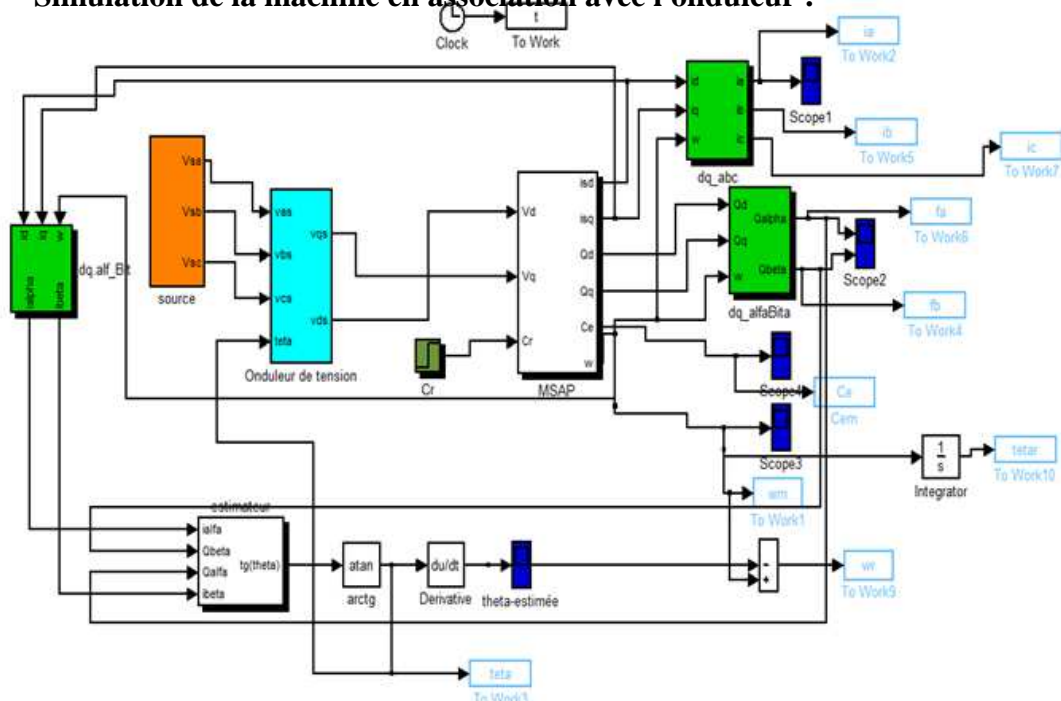 Simulation de la machine en association avec l'onduleur :
t
Clock
To Work
ia
To Work2
id
iq
w
ia
ib
ic
Scope1
dq_abc
ib
To Work5
ic
To Work7
source
Vsa
Vsb
Vsc
vas
vbs
vcs
teta
vqs
vds
Onduleur de tension
Vd
Vq
Cr
isd
isq
Qd
Qq
Ce
w
MSAP
Cr
Qd
Qq
w
Qalpha
Qbeta
dq_alfaBita
fa
To Work6
Scope2
fb
To Work4
id
iq
w
ialpha
ibeta
dq.alf_Bit
Scope4
Ce
Cem
Scope3
wm
To Work1
1
s
Integrator
tetar
To Work10
estimateur
ialfa
Qbeta
Qalfa
ibeta
tg(theta)
atan
arctg
du/dt
Derivative
theta-estimée
-
+
wr
To Work9
teta
To Work3